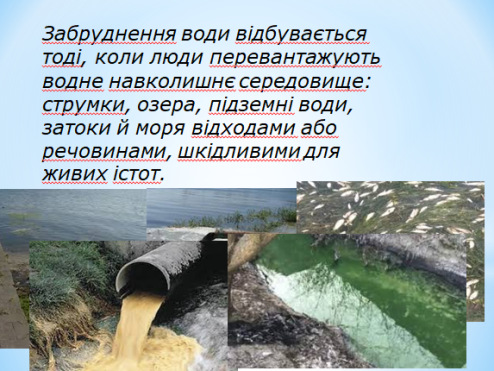 Забруднення води відбувається
тоді, коли люди перевантажують
водне навколишнє середовище:
струмки, озера, підземні води,
затоки й моря відходами або
речовинами, шкідливими для
живих істот.